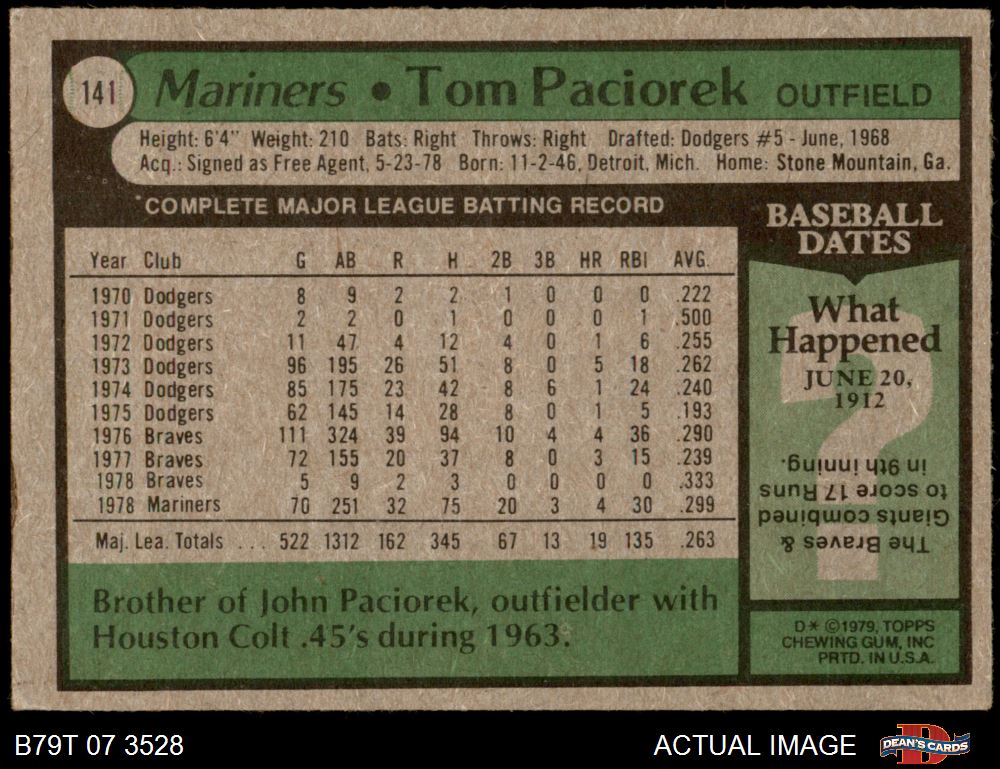 141 Mariners • Tom Paciorek OUTFIELD
Height: 6'4" Weight: 210 Bats: Right Throws: Right Drafted: Dodgers #5 - June, 1968
Acq.: Signed as Free Agent, 5-23-78 Born: 11-2-46, Detroit, Mich. Home: Stone Mountain, Ga.
COMPLETE MAJOR LEAGUE BATTING RECORD
Year Club G AB R H 2B 3B HR RBI AVG.
1970 Dodgers 8 9 2 2 1 0 0 0 .222
1971 Dodgers 2 2 0 1 0 0 0 1 .500
1972 Dodgers 11 47 4 12 4 0 1 6 .255
1973 Dodgers 96 195 26 51 8 0 5 18 .262
1974 Dodgers 85 175 23 42 8 6 1 24 .240
1975 Dodgers 62 145 14 28 8 0 1 5 .193
1976 Braves 111 324 39 94 10 4 4 36 .290
1977 Braves 72 155 20 37 8 0 3 15 .239
1978 Braves 5 9 2 3 0 0 0 0 .333
1978 Mariners 70 251 32 75 20 3 4 30 .299
Maj. Lea. Totals ... 522 1312 162 345 67 13 19 135 .263
Brother of John Paciorek, outfielder with
Houston Colt .45's during 1963.
BASEBALL
DATES
What
Happened
JUNE 20,
1912
The Braves &
Giants combined
to score 17 Runs
in 9th inning.
D* ©1979, TOPPS
CHEWING GUM, INC
PRTD. IN U.S.A.
B79T 07 3528
ACTUAL IMAGE
D
DEAN'S CARDS